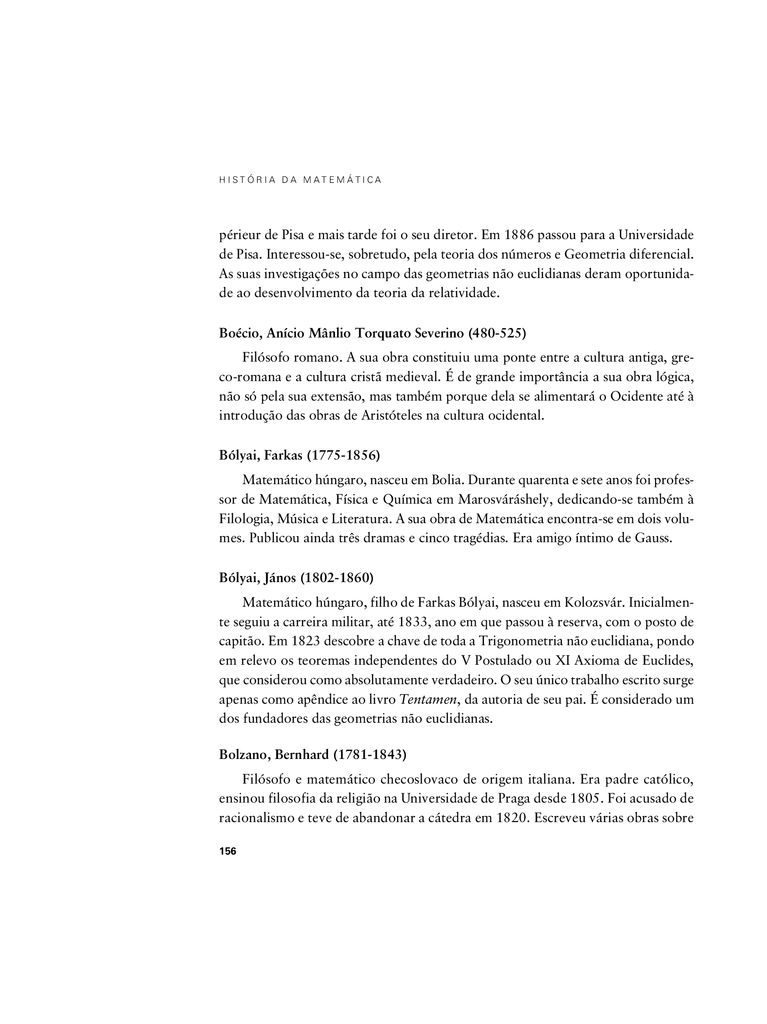 HISTÓRIA DA MATEMÁTICA
périeur de Pisa e mais tarde foi o seu diretor. Em 1886 passou para a Universidade
de Pisa. Interessou-se, sobretudo, pela teoria dos números e Geometria diferencial.
As suas investigações no campo das geometrias não euclidianas deram oportunida-
de ao desenvolvimento da teoria da relatividade.
Boécio, Anício Mânlio Torquato Severino (480-525)
Filósofo romano. A sua obra constituiu uma ponte entre a cultura antiga, gre-
co-romana e a cultura cristã medieval. É de grande importância a sua obra lógica,
não só pela sua extensão, mas também porque dela se alimentará o Ocidente até à
introdução das obras de Aristóteles na cultura ocidental.
Bólyai, Farkas (1775-1856)
Matemático húngaro, nasceu em Bolia. Durante quarenta e sete anos foi profes-
sor de Matemática, Física e Química em Marosváráshely, dedicando-se também à
Filologia, Música e Literatura. A sua obra de Matemática encontra-se em dois volu-
mes. Publicou ainda três dramas e cinco tragédias. Era amigo íntimo de Gauss.
Bólyai, János (1802-1860)
Matemático húngaro, filho de Farkas Bólyai, nasceu em Kolozsvár. Inicialmen-
te seguiu a carreira militar, até 1833, ano em que passou à reserva, com o posto de
capitão. Em 1823 descobre a chave de toda a Trigonometria não euclidiana, pondo
em relevo os teoremas independentes do V Postulado ou XI Axioma de Euclides,
que considerou como absolutamente verdadeiro. O seu único trabalho escrito surge
apenas como apêndice ao livro Tentamen, da autoria de seu pai. É considerado um
dos fundadores das geometrias não euclidianas.
Bolzano, Bernhard (1781-1843)
Filósofo e matemático checoslovaco de origem italiana. Era padre católico,
ensinou filosofia da religião na Universidade de Praga desde 1805. Foi acusado de
racionalismo e teve de abandonar a cátedra em 1820. Escreveu várias obras sobre
156